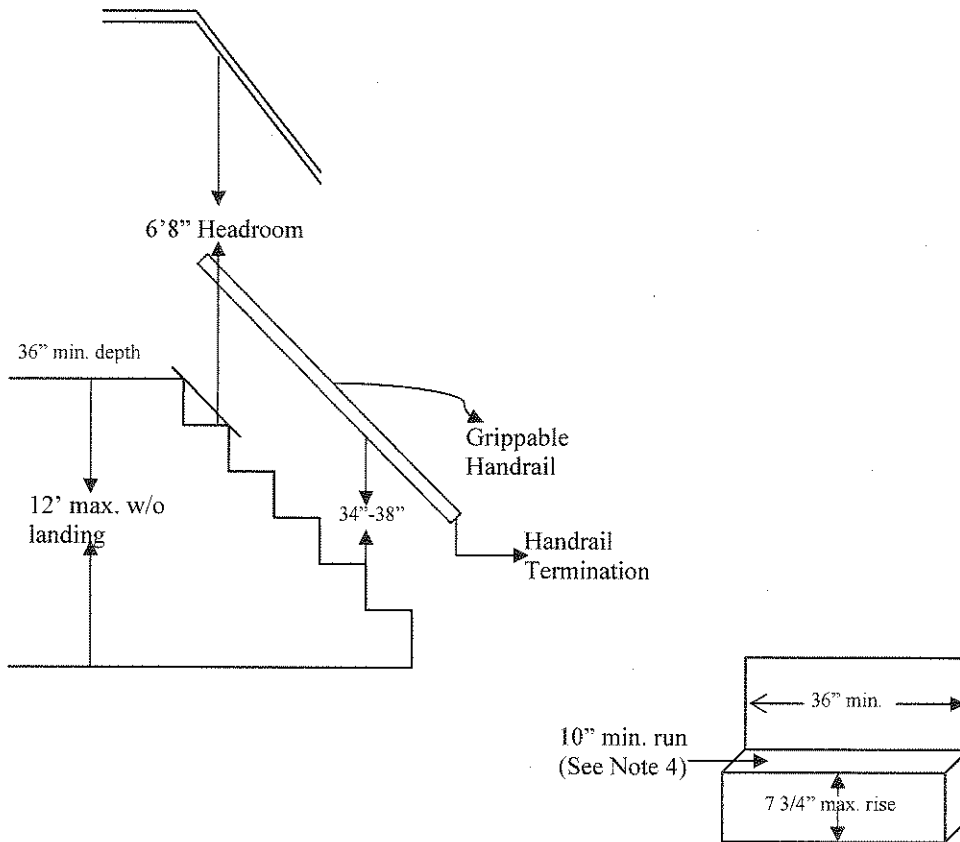 6’8” Headroom
36” min. depth
Grippable
Handrail
12’ max. w/o
landing
34”-38”
Handrail
Termination
36” min.
10” min. run
(See Note 4)
7 3/4” max. rise